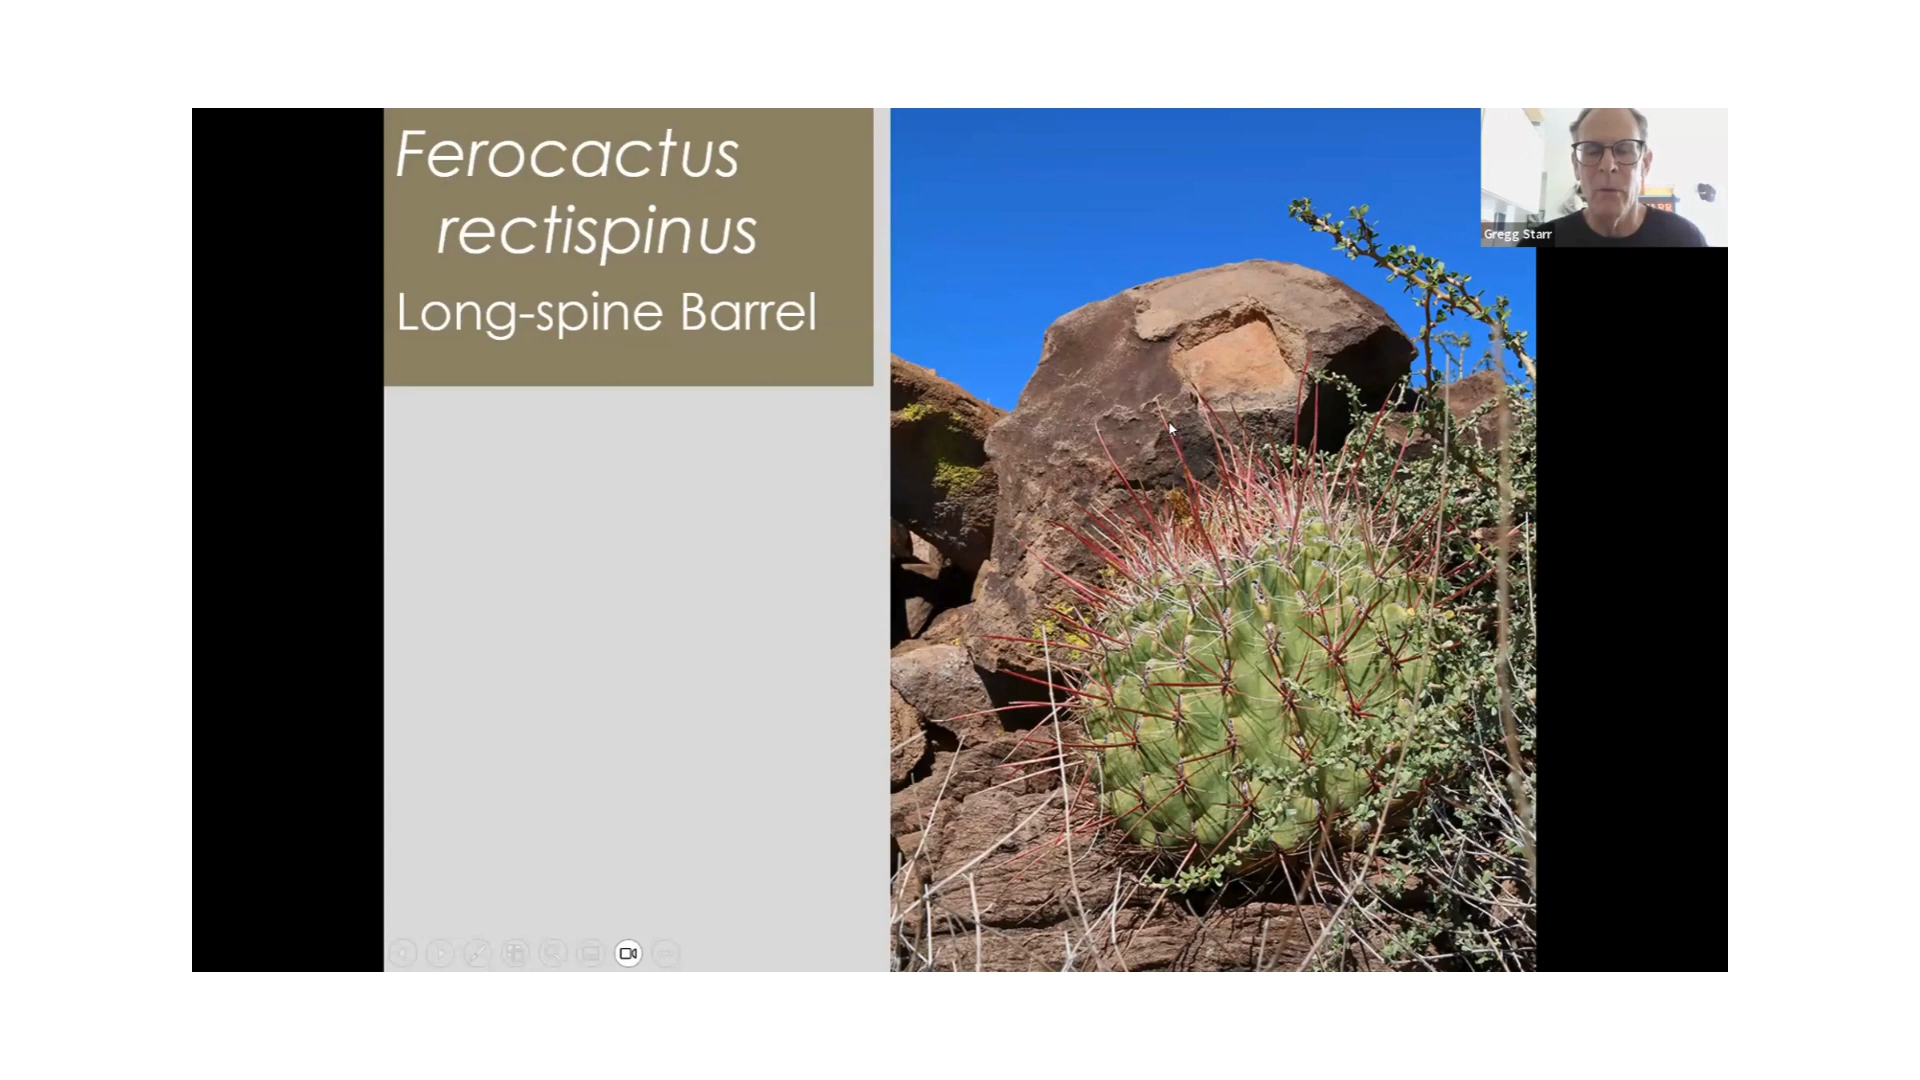 Ferocactus
rectispinus
Long-spine Barrel
Gregg Starr